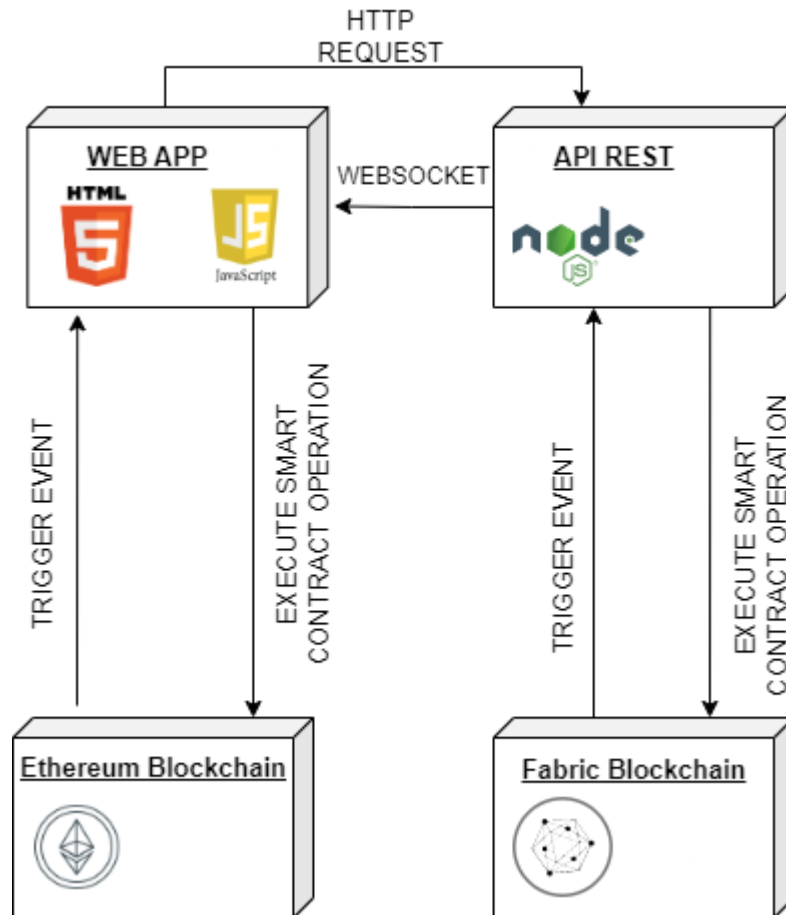 HTTP
REQUEST
WEB APP
HTML
5
JS
JavaScript
WEBSOCKET
API REST
node
JS
TRIGGER EVENT
EXECUTE SMART
CONTRACT OPERATION
TRIGGER EVENT
EXECUTE SMART
CONTRACT OPERATION
Ethereum Blockchain
Fabric Blockchain